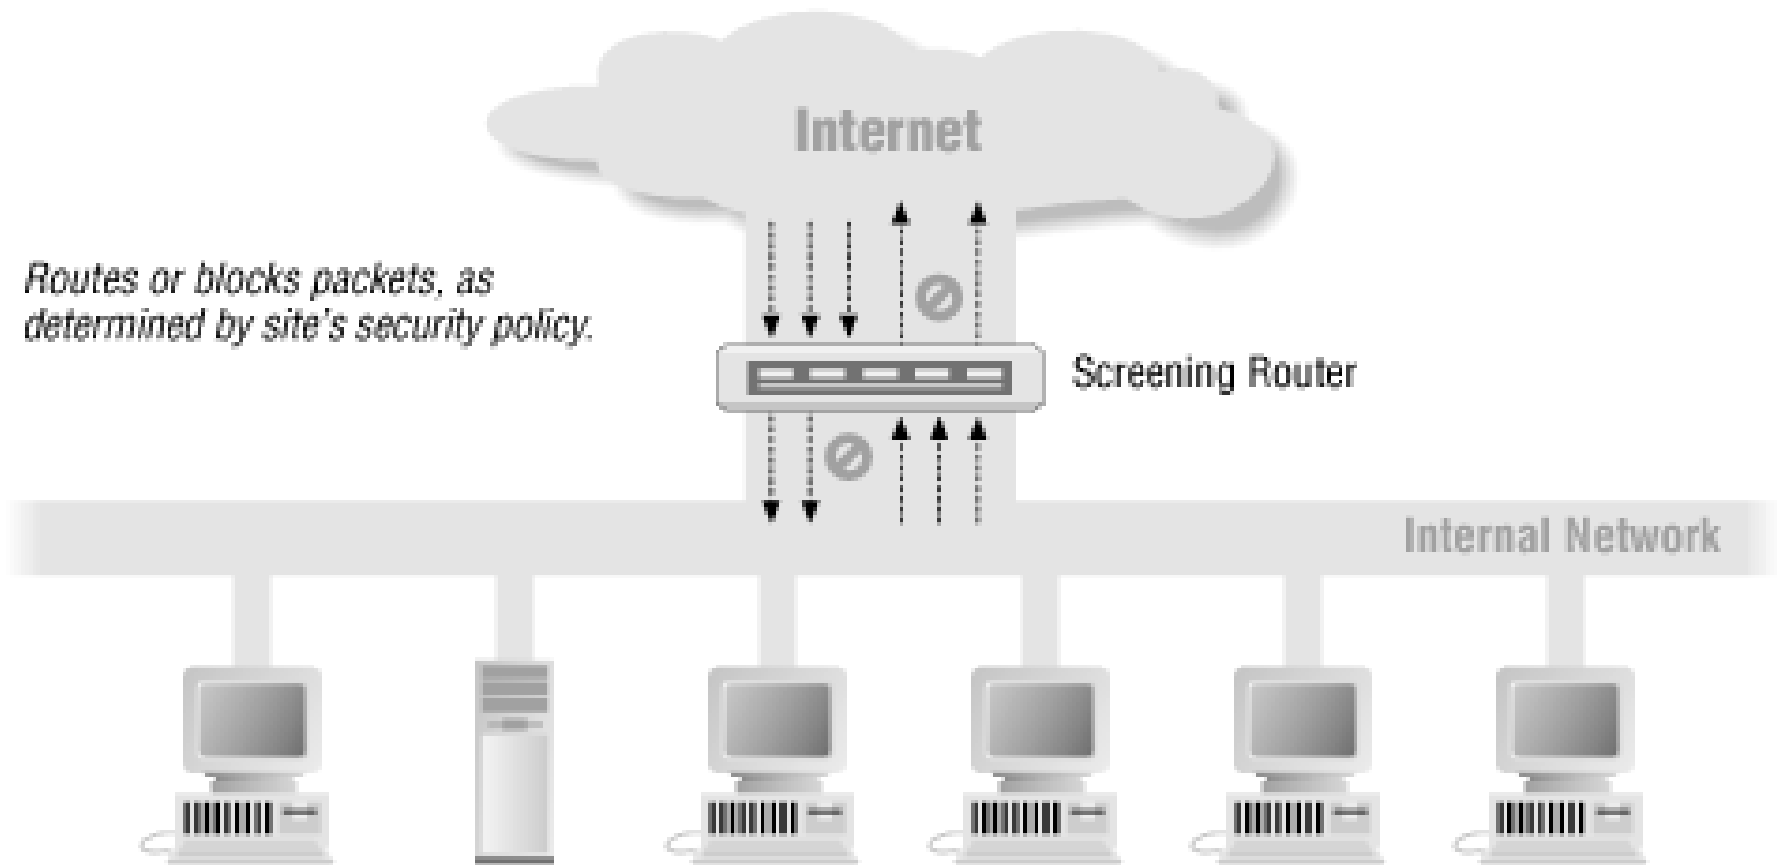 Internet
Routes or blocks packets, as
determined by site's security policy.
Screening Router
Internal Network